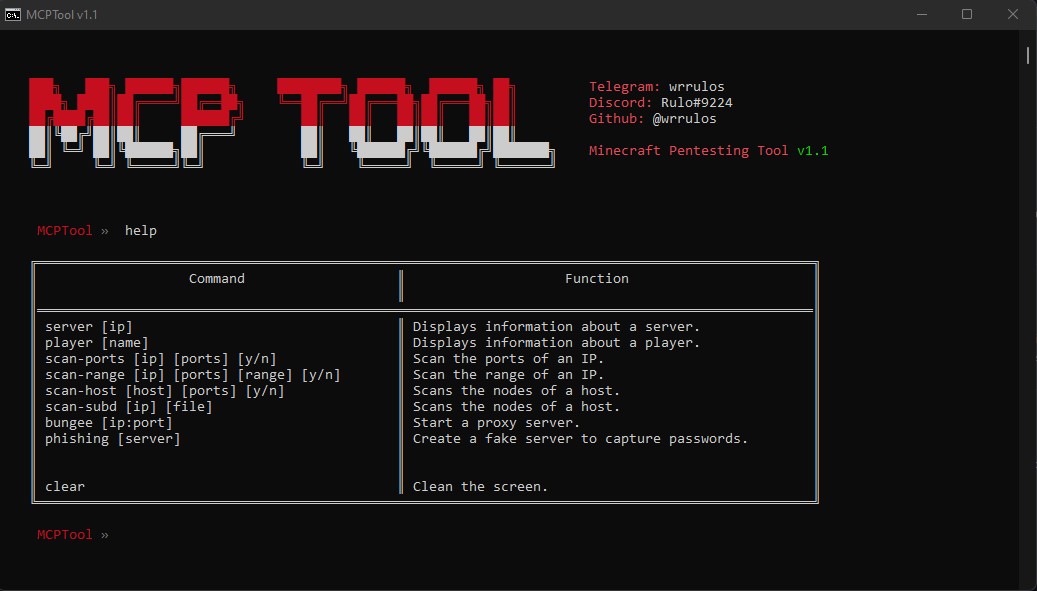 MCPTool v1.1
MCP TOOL
Telegram: wrrulos
Discord: Rulo#9224
Github: @wrrulos
Minecraft Pentesting Tool v1.1
MCPTool » help
Command Function
server [ip] Displays information about a server.
player [name] Displays information about a player.
scan-ports [ip] [ports] [y/n] Scan the ports of an IP.
scan-range [ip] [ports] [range] [y/n] Scan the range of an IP.
scan-host [host] [ports] [y/n] Scans the nodes of a host.
scan-subd [ip] [file] Scans the nodes of a host.
bungee [ip:port] Start a proxy server.
phishing [server] Create a fake server to capture passwords.
clear Clean the screen.
MCPTool »